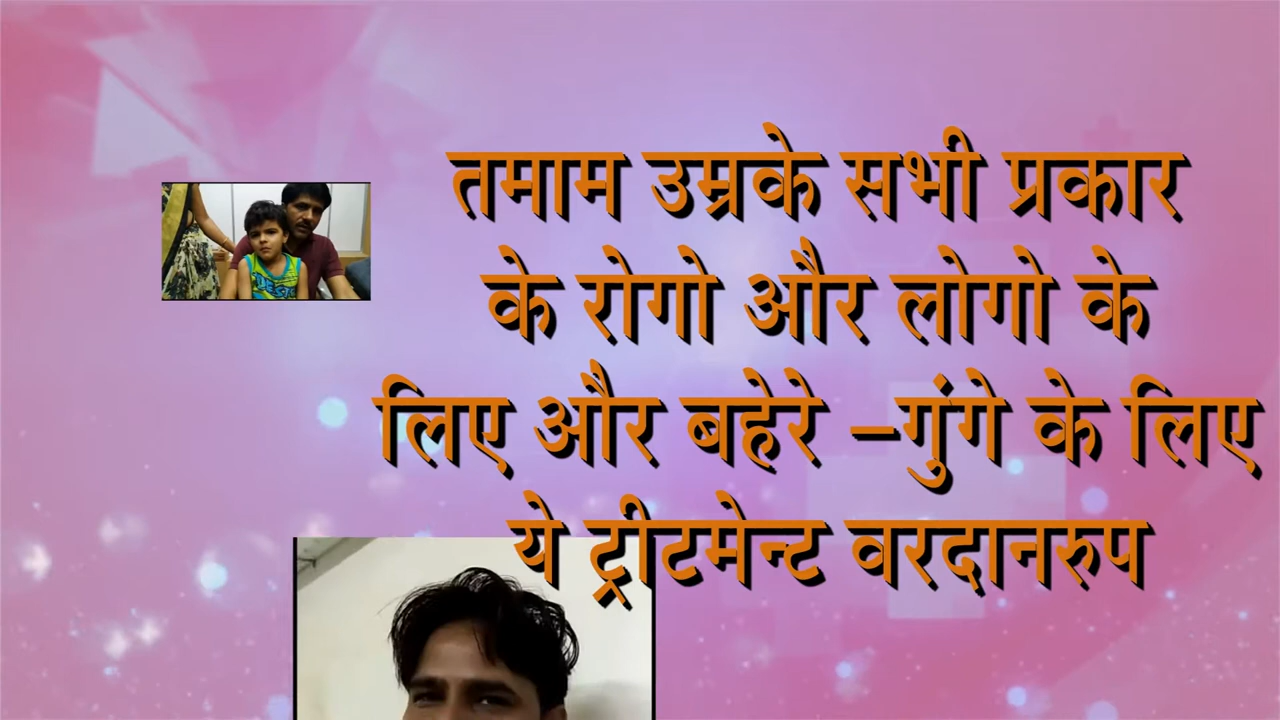 तमाम उम्रके सभी प्रकार
के रोगो और लोगो के
लिए और बहेरे –गुंगे के लिए
ये ट्रीटमेन्ट वरदानरुप